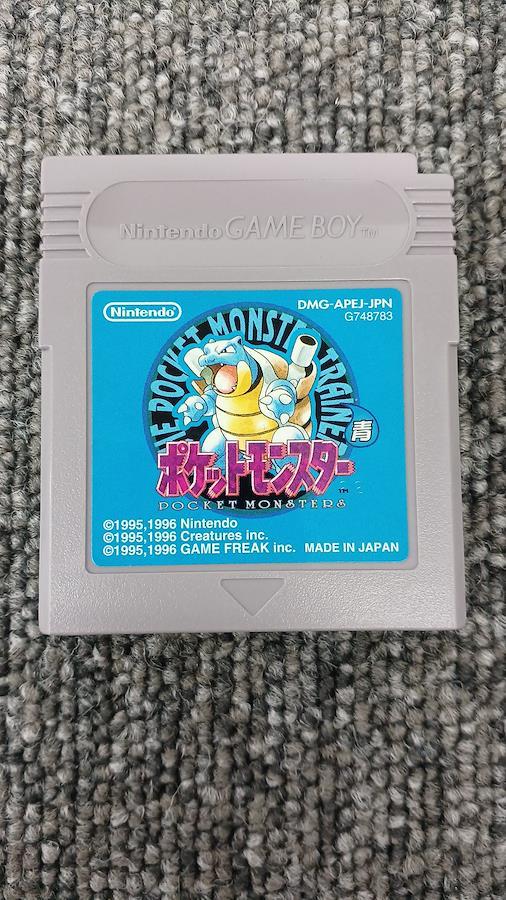 Nintendo GAME BOY TM
Nintendo
DMG-APEJ-JPN
G748783
POCKET MONST TRAINE
青
ポケットモンスター
TM
POCKET MONSTERS
©1995,1996 Nintendo
©1995,1996 Creatures inc.
©1995,1996 GAME FREAK inc. MADE IN JAPAN